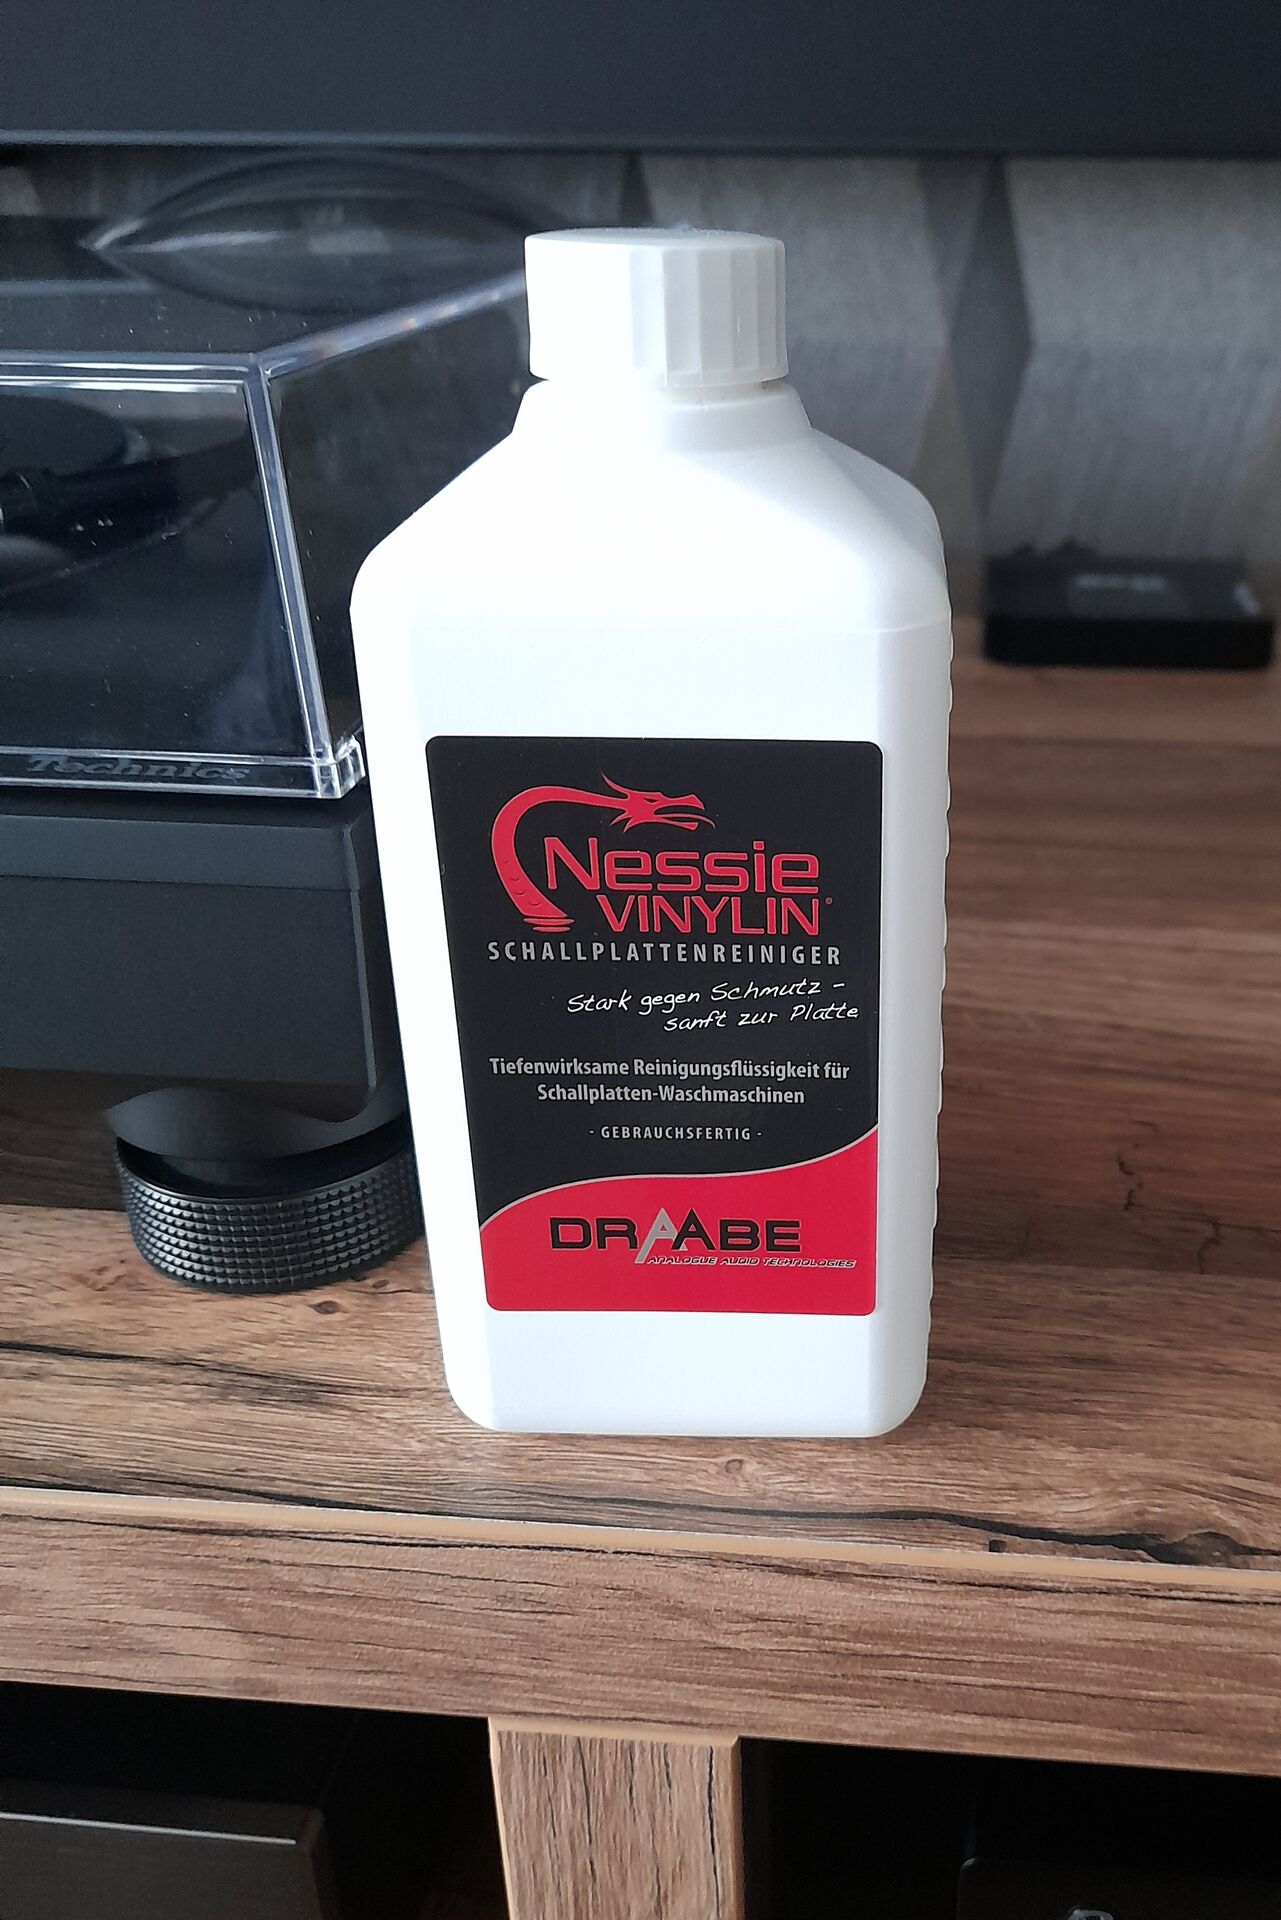 Technics
Nessie
VINYLIN®
SCHALLPLATTENREINIGER
Stark gegen Schmutz -
sanft zur Platte
Tiefenwirksame Reinigungsflüssigkeit für
Schallplatten-Waschmaschinen
- GEBRAUCHSFERTIG -
DRAABE
ANALOGUE AUDIO TECHNOLOGIES